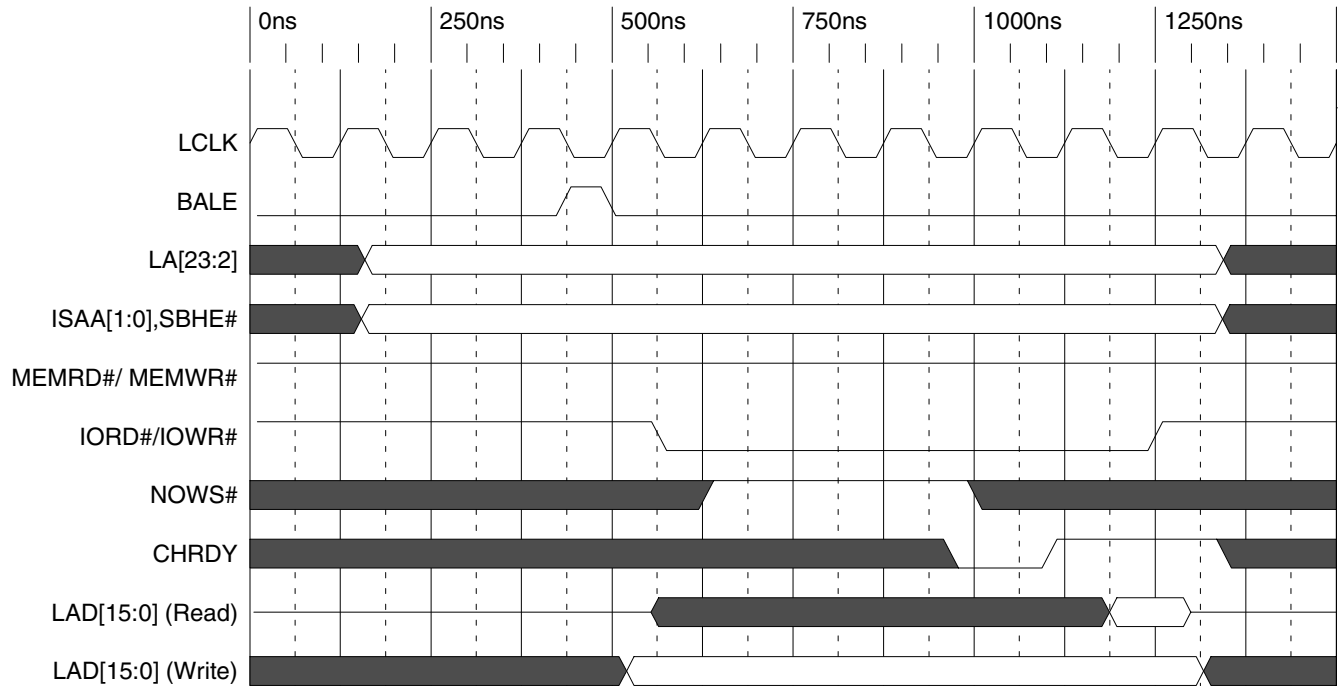 0ns 250ns 500ns 750ns 1000ns 1250ns
LCLK
BALE
LA[23:2]
ISAA[1:0],SBHE#
MEMRD#/ MEMWR#
IORD#/IOWR#
NOWS#
CHRDY
LAD[15:0] (Read)
LAD[15:0] (Write)